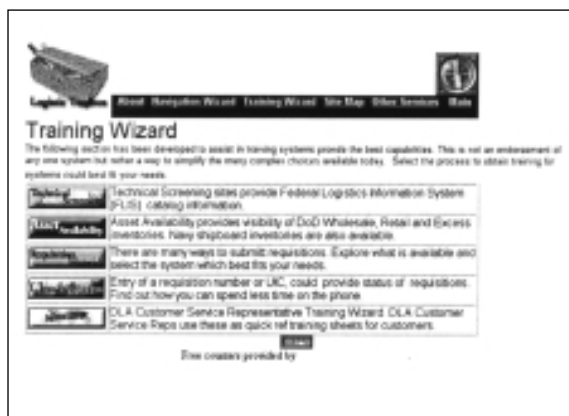 Logistic Toolbox
About Navigation Wizard Training Wizard Site Map Other Services Main
Training Wizard
The following section has been developed to assist in training systems provide the best capabilities. This is not an endorsement of
any one system but rather a way to simplify the many complex choices available today. Select the process to obtain training for
systems could best fit your needs.
Technical
Technical Screening sites provide Federal Logistics Information System
(FLIS) catalog information.
Asset Availability
Asset Availability provides visibility of DoD Wholesale, Retail and Excess
inventories. Navy shipboard inventories are also available.
Requisition
There are many ways to submit requisitions. Explore what is available and
select the system which best fits your needs.
Entry of a requisition number or UIC, could provide status of requisitions.
Find out how you can spend less time on the phone
DLA Customer Service Representative Training Wizard. DLA Customer
Service Reps use these as quick ref training sheets for customers.
Free counters provided by